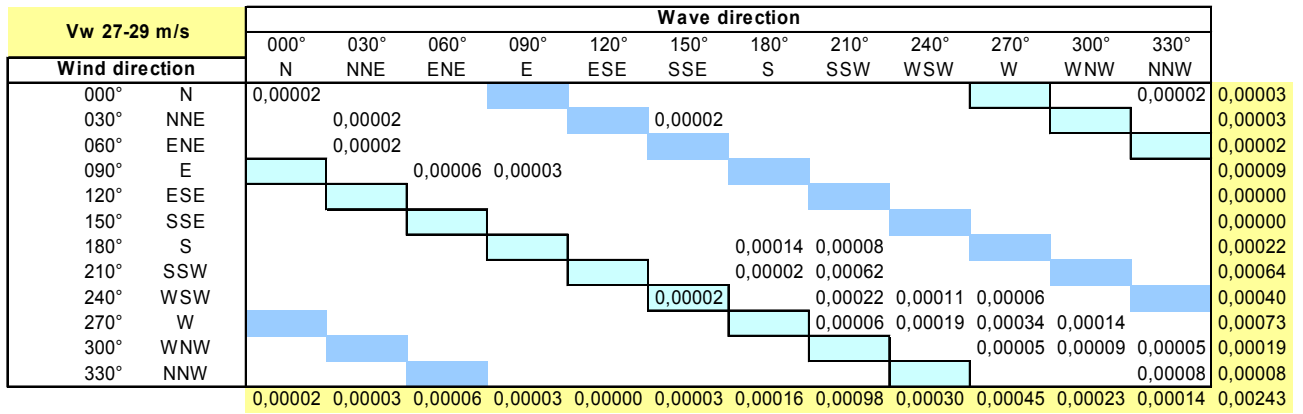 Vw 27-29 m/s Wave direction
000° 030° 060° 090° 120° 150° 180° 210° 240° 270° 300° 330°
Wind direction N NNE ENE E ESE SSE S SSW WSW W WNW NNW
000° N 0,00002 0,00002 0,00003
030° NNE 0,00002 0,00002 0,00003
060° ENE 0,00002 0,00002
090° E 0,00006 0,00003 0,00009
120° ESE 0,00000
150° SSE 0,00000
180° S 0,00014 0,00008 0,00022
210° SSW 0,00002 0,00062 0,00064
240° WSW 0,00002 0,00022 0,00011 0,00006 0,00040
270° W 0,00006 0,00019 0,00034 0,00014 0,00073
300° WNW 0,00005 0,00009 0,00005 0,00019
330° NNW 0,00008 0,00008
0,00002 0,00003 0,00006 0,00003 0,00000 0,00003 0,00016 0,00098 0,00030 0,00045 0,00023 0,00014 0,00243